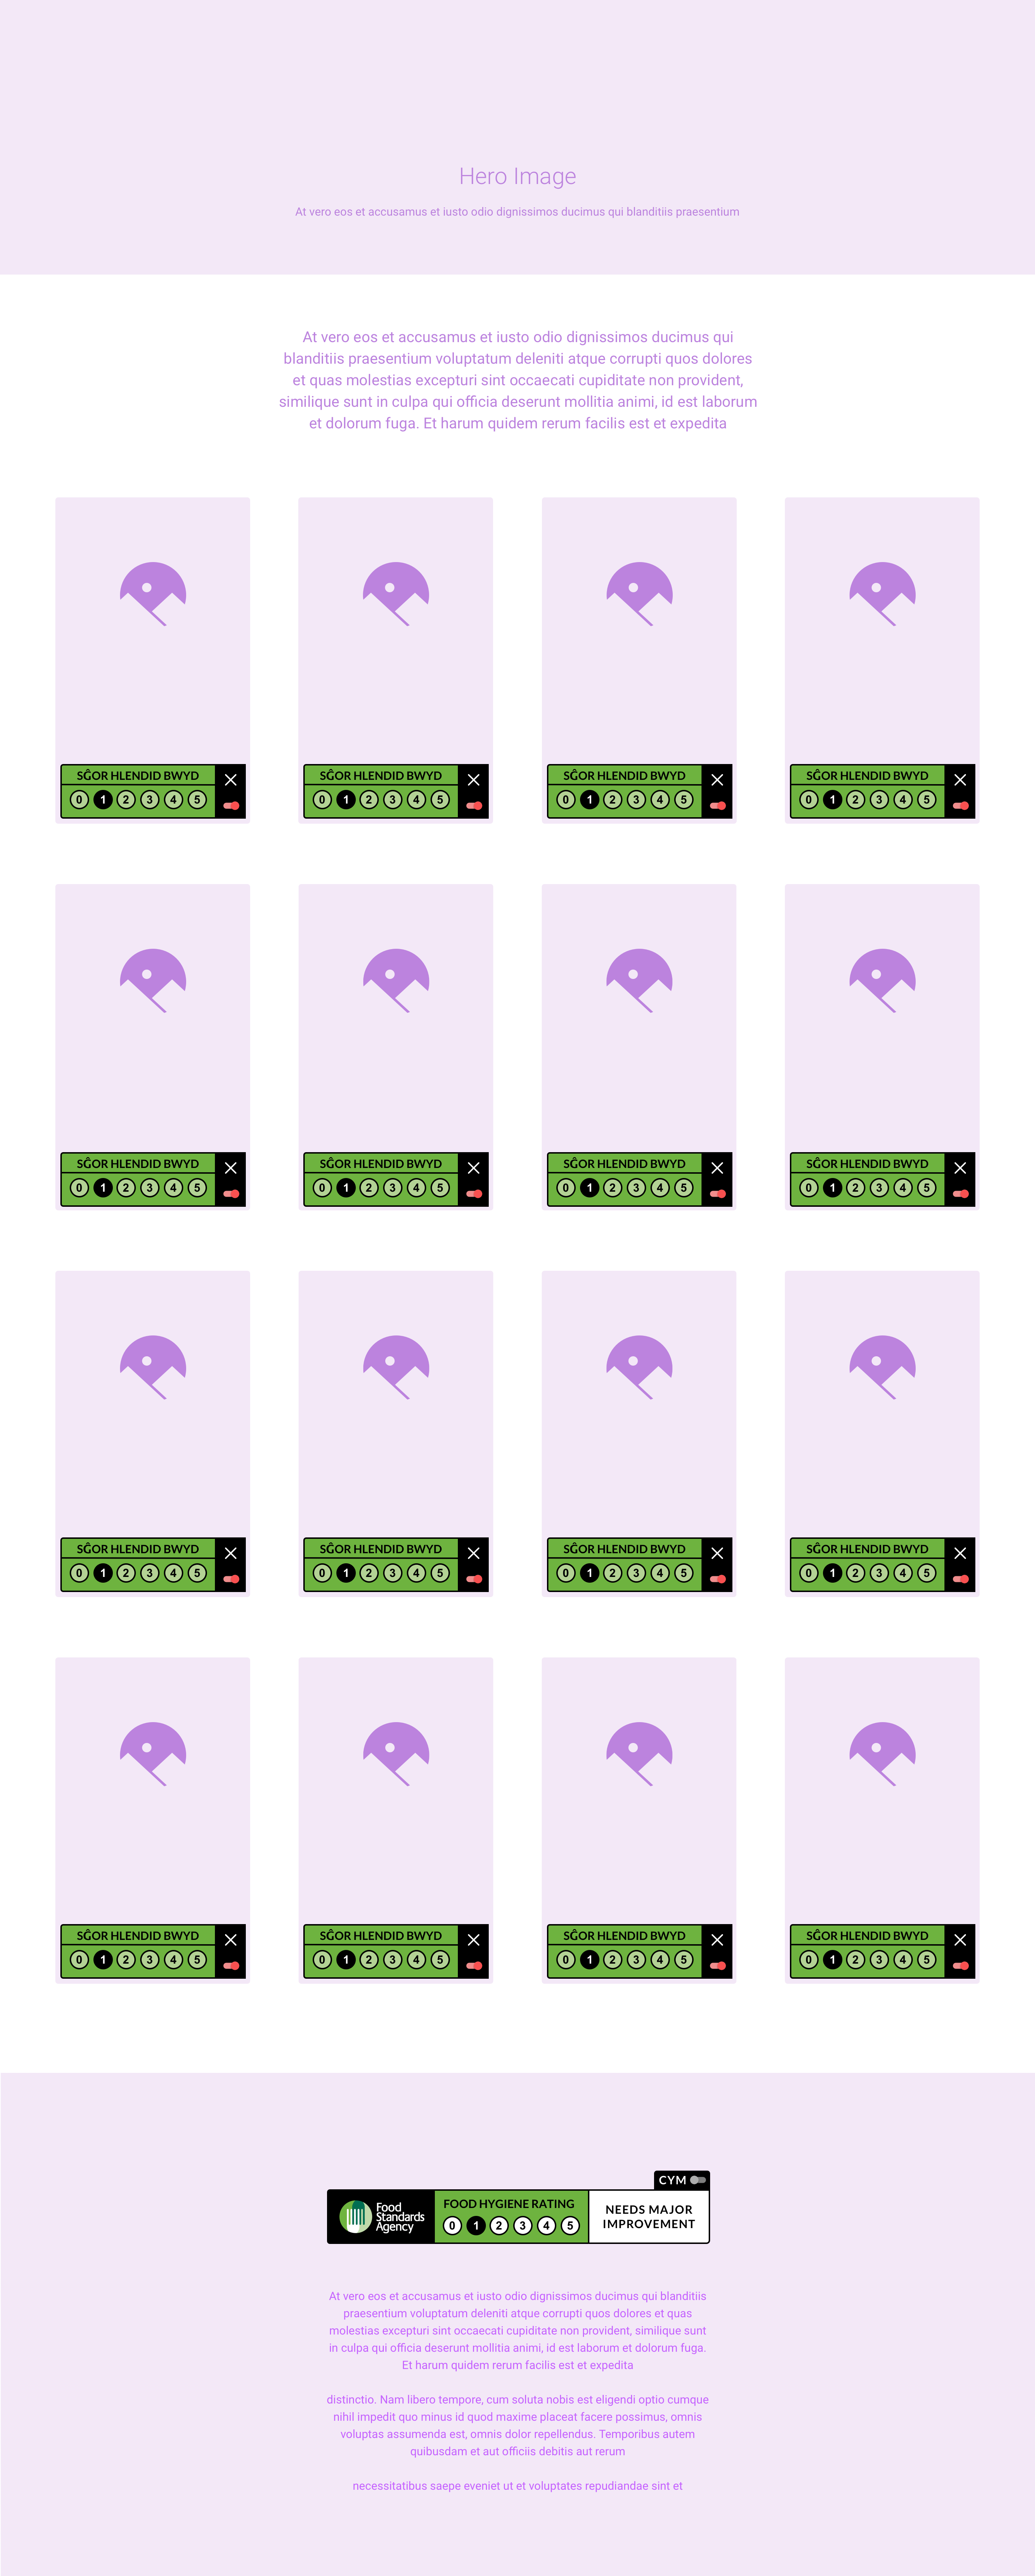 Hero Image
At vero eos et accusamus et iusto odio dignissimos ducimus qui blanditiis praesentium
At vero eos et accusamus et iusto odio dignissimos ducimus qui
blanditiis praesentium voluptatum deleniti atque corrupti quos dolores
et quas molestias excepturi sint occaecati cupiditate non provident,
similique sunt in culpa qui officia deserunt mollitia animi, id est laborum
et dolorum fuga. Et harum quidem rerum facilis est et expedita
SĜOR HLENDID BWYD SĜOR HLENDID BWYD SĜOR HLENDID BWYD SĜOR HLENDID BWYD
0 1 2 3 4 5 0 1 2 3 4 5 0 1 2 3 4 5 0 1 2 3 4 5
SĜOR HLENDID BWYD SĜOR HLENDID BWYD SĜOR HLENDID BWYD SĜOR HLENDID BWYD
0 1 2 3 4 5 0 1 2 3 4 5 0 1 2 3 4 5 0 1 2 3 4 5
SĜOR HLENDID BWYD SĜOR HLENDID BWYD SĜOR HLENDID BWYD SĜOR HLENDID BWYD
0 1 2 3 4 5 0 1 2 3 4 5 0 1 2 3 4 5 0 1 2 3 4 5
SĜOR HLENDID BWYD SĜOR HLENDID BWYD SĜOR HLENDID BWYD SĜOR HLENDID BWYD
0 1 2 3 4 5 0 1 2 3 4 5 0 1 2 3 4 5 0 1 2 3 4 5
CYM
Food
Standards
Agency
FOOD HYGIENE RATING
0 1 2 3 4 5
NEEDS MAJOR
IMPROVEMENT
At vero eos et accusamus et iusto odio dignissimos ducimus qui blanditiis
praesentium voluptatum deleniti atque corrupti quos dolores et quas
molestias excepturi sint occaecati cupiditate non provident, similique sunt
in culpa qui officia deserunt mollitia animi, id est laborum et dolorum fuga.
Et harum quidem rerum facilis est et expedita
distinctio. Nam libero tempore, cum soluta nobis est eligendi optio cumque
nihil impedit quo minus id quod maxime placeat facere possimus, omnis
voluptas assumenda est, omnis dolor repellendus. Temporibus autem
quibusdam et aut officiis debitis aut rerum
necessitatibus saepe eveniet ut et voluptates repudiandae sint et